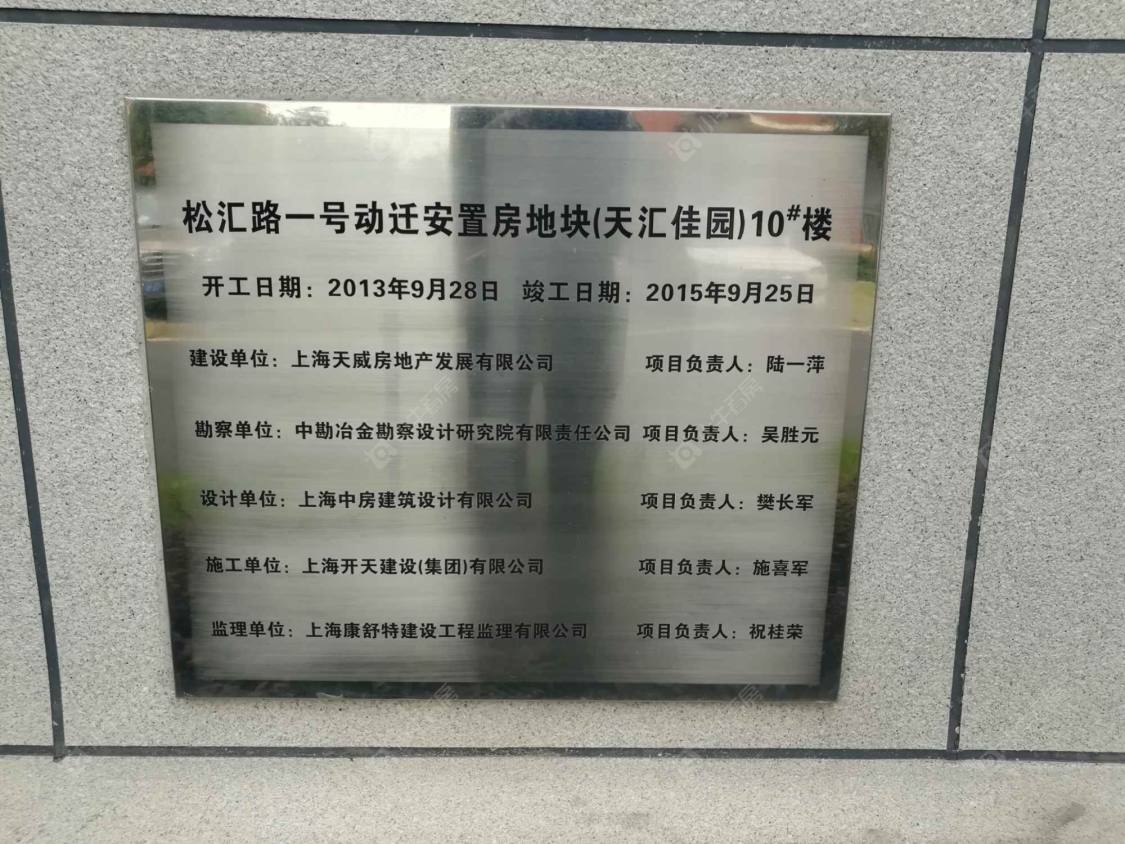 松汇路一号动迁安置房地块(天汇佳园)10#楼
开工日期：2013年9月28日 竣工日期：2015年9月25日
建设单位：上海天威房地产发展有限公司 项目负责人：陆一萍
勘察单位：中勘冶金勘察设计研究院有限责任公司 项目负责人：吴胜元
设计单位：上海中房建筑设计有限公司 项目负责人：樊长军
施工单位：上海开天建设(集团)有限公司 项目负责人：施喜军
监理单位：上海康舒特建设工程监理有限公司 项目负责人：祝桂荣